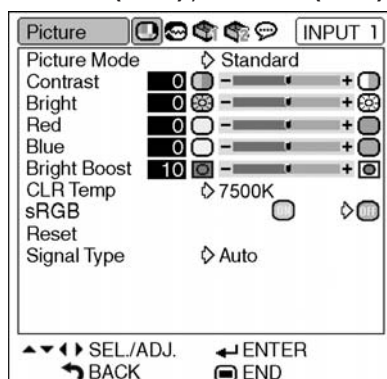 Picture INPUT 1
Picture Mode Standard
Contrast 0 - +
Bright 0 - +
Red 0 - +
Blue 0 - +
Bright Boost 10 - +
CLR Temp 7500K
sRGB
Reset
Signal Type Auto
SEL./ADJ. ENTER
BACK END